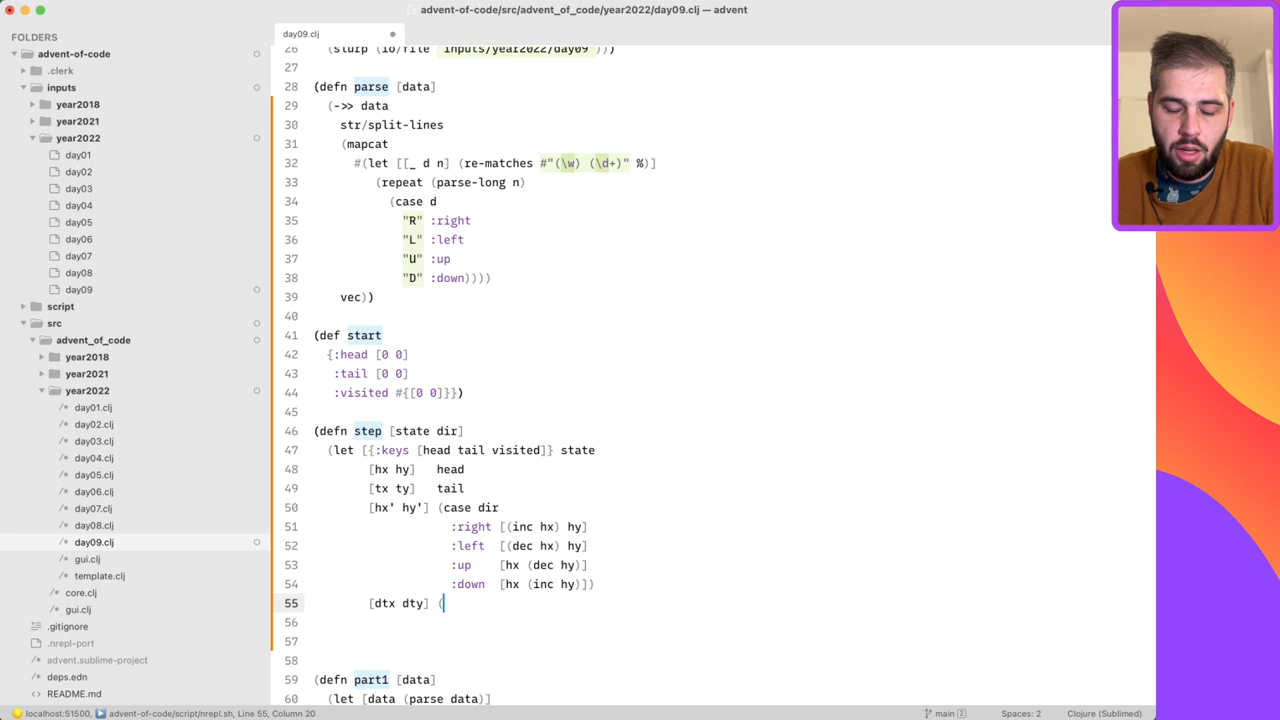 advent-of-code/src/advent_of_code/year2022/day09.clj — advent
FOLDERS
advent-of-code
.clerk
inputs
year2018
year2021
year2022
day01
day02
day03
day04
day05
day06
day07
day08
day09
script
src
advent_of_code
year2018
year2021
year2022
/* day01.clj
/* day02.clj
/* day03.clj
/* day04.clj
/* day05.clj
/* day06.clj
/* day07.clj
/* day08.clj
/* day09.clj
/* gui.clj
/* template.clj
/* core.clj
/* gui.clj
.gitignore
.nrepl-port
advent.sublime-project
deps.edn
README.md
day09.clj
26 (slurp (io/file "inputs/year2022/day09")))
27
28 (defn parse [data]
29 (->> data
30 str/split-lines
31 (mapcat
32 #(let [[_ d n] (re-matches #"(\w) (\d+)" %)]
33 (repeat (parse-long n)
34 (case d
35 "R" :right
36 "L" :left
37 "U" :up
38 "D" :down))))
39 vec))
40
41 (def start
42 {:head [0 0]
43 :tail [0 0]
44 :visited #{[0 0]}})
45
46 (defn step [state dir]
47 (let [{:keys [head tail visited]} state
48 [hx hy] head
49 [tx ty] tail
50 [hx' hy'] (case dir
51 :right [(inc hx) hy]
52 :left [(dec hx) hy]
53 :up [hx (dec hy)]
54 :down [hx (inc hy)])
55 [dtx dty] (
56
57
58
59 (defn part1 [data]
60 (let [data (parse data)]
localhost:51500, advent-of-code/script/nrepl.sh, Line 55, Column 20
main 2
Spaces: 2
Clojure (Sublimed)